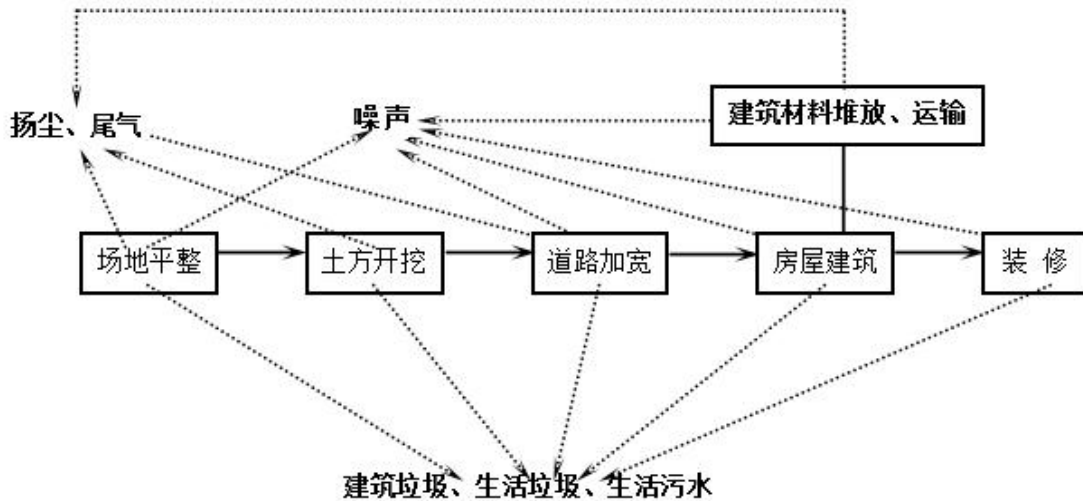 扬尘、尾气
噪声
建筑材料堆放、运输
场地平整
土方开挖
道路加宽
房屋建筑
装 修
建筑垃圾、生活垃圾、生活污水